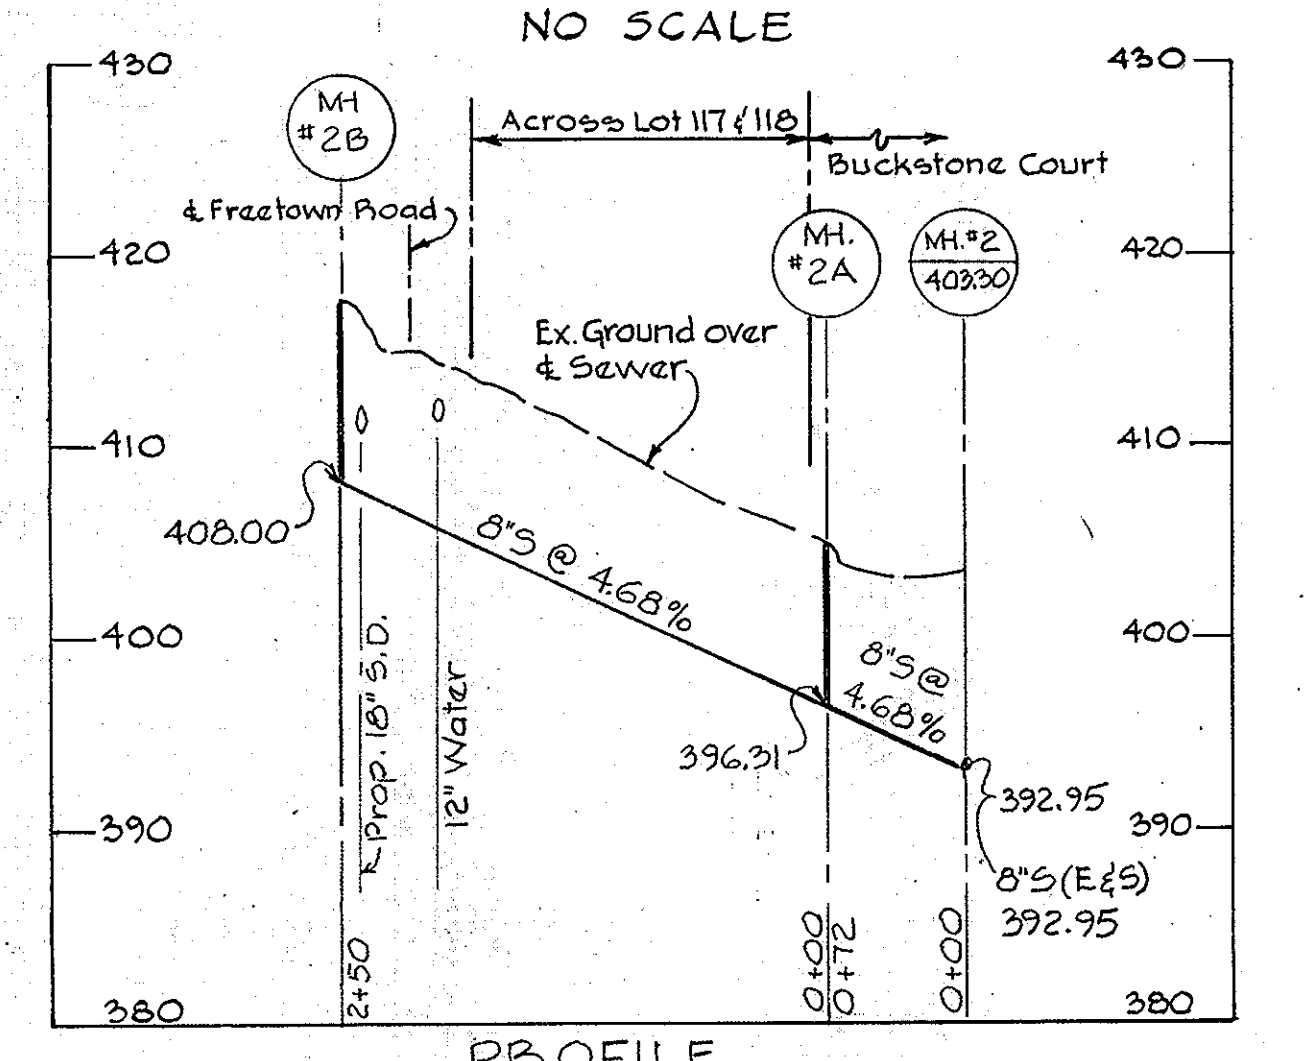 NO SCALE
430
430
MH
#2B
Across Lot 117 & 118
Buckstone Court
℄ Freetown Road
420
420
MH.
#2A
MH.#2
403.30
Ex. Ground over
℄ Sewer
410
410
408.00
8"S @ 4.68%
400
400
8"S @
4.68%
Prop. 18" S.D.
12" Water
396.31
392.95
390
390
8"S (E&S)
392.95
2+50
0+00
0+72
0+00
380
380
PROFILE